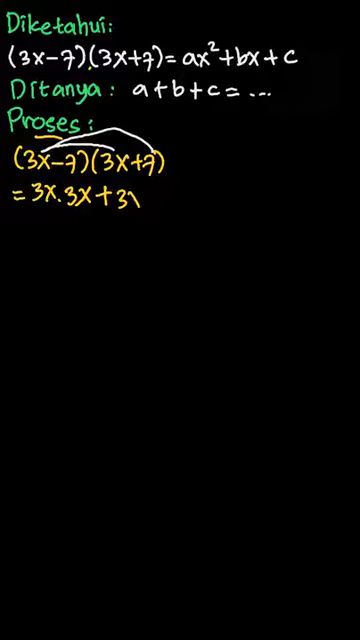 Diketahui:
(3x-7)(3x+7)=ax²+bx+c
Ditanya: a+b+c=...
Proses:
(3x-7)(3x+7)
=3x.3x+3